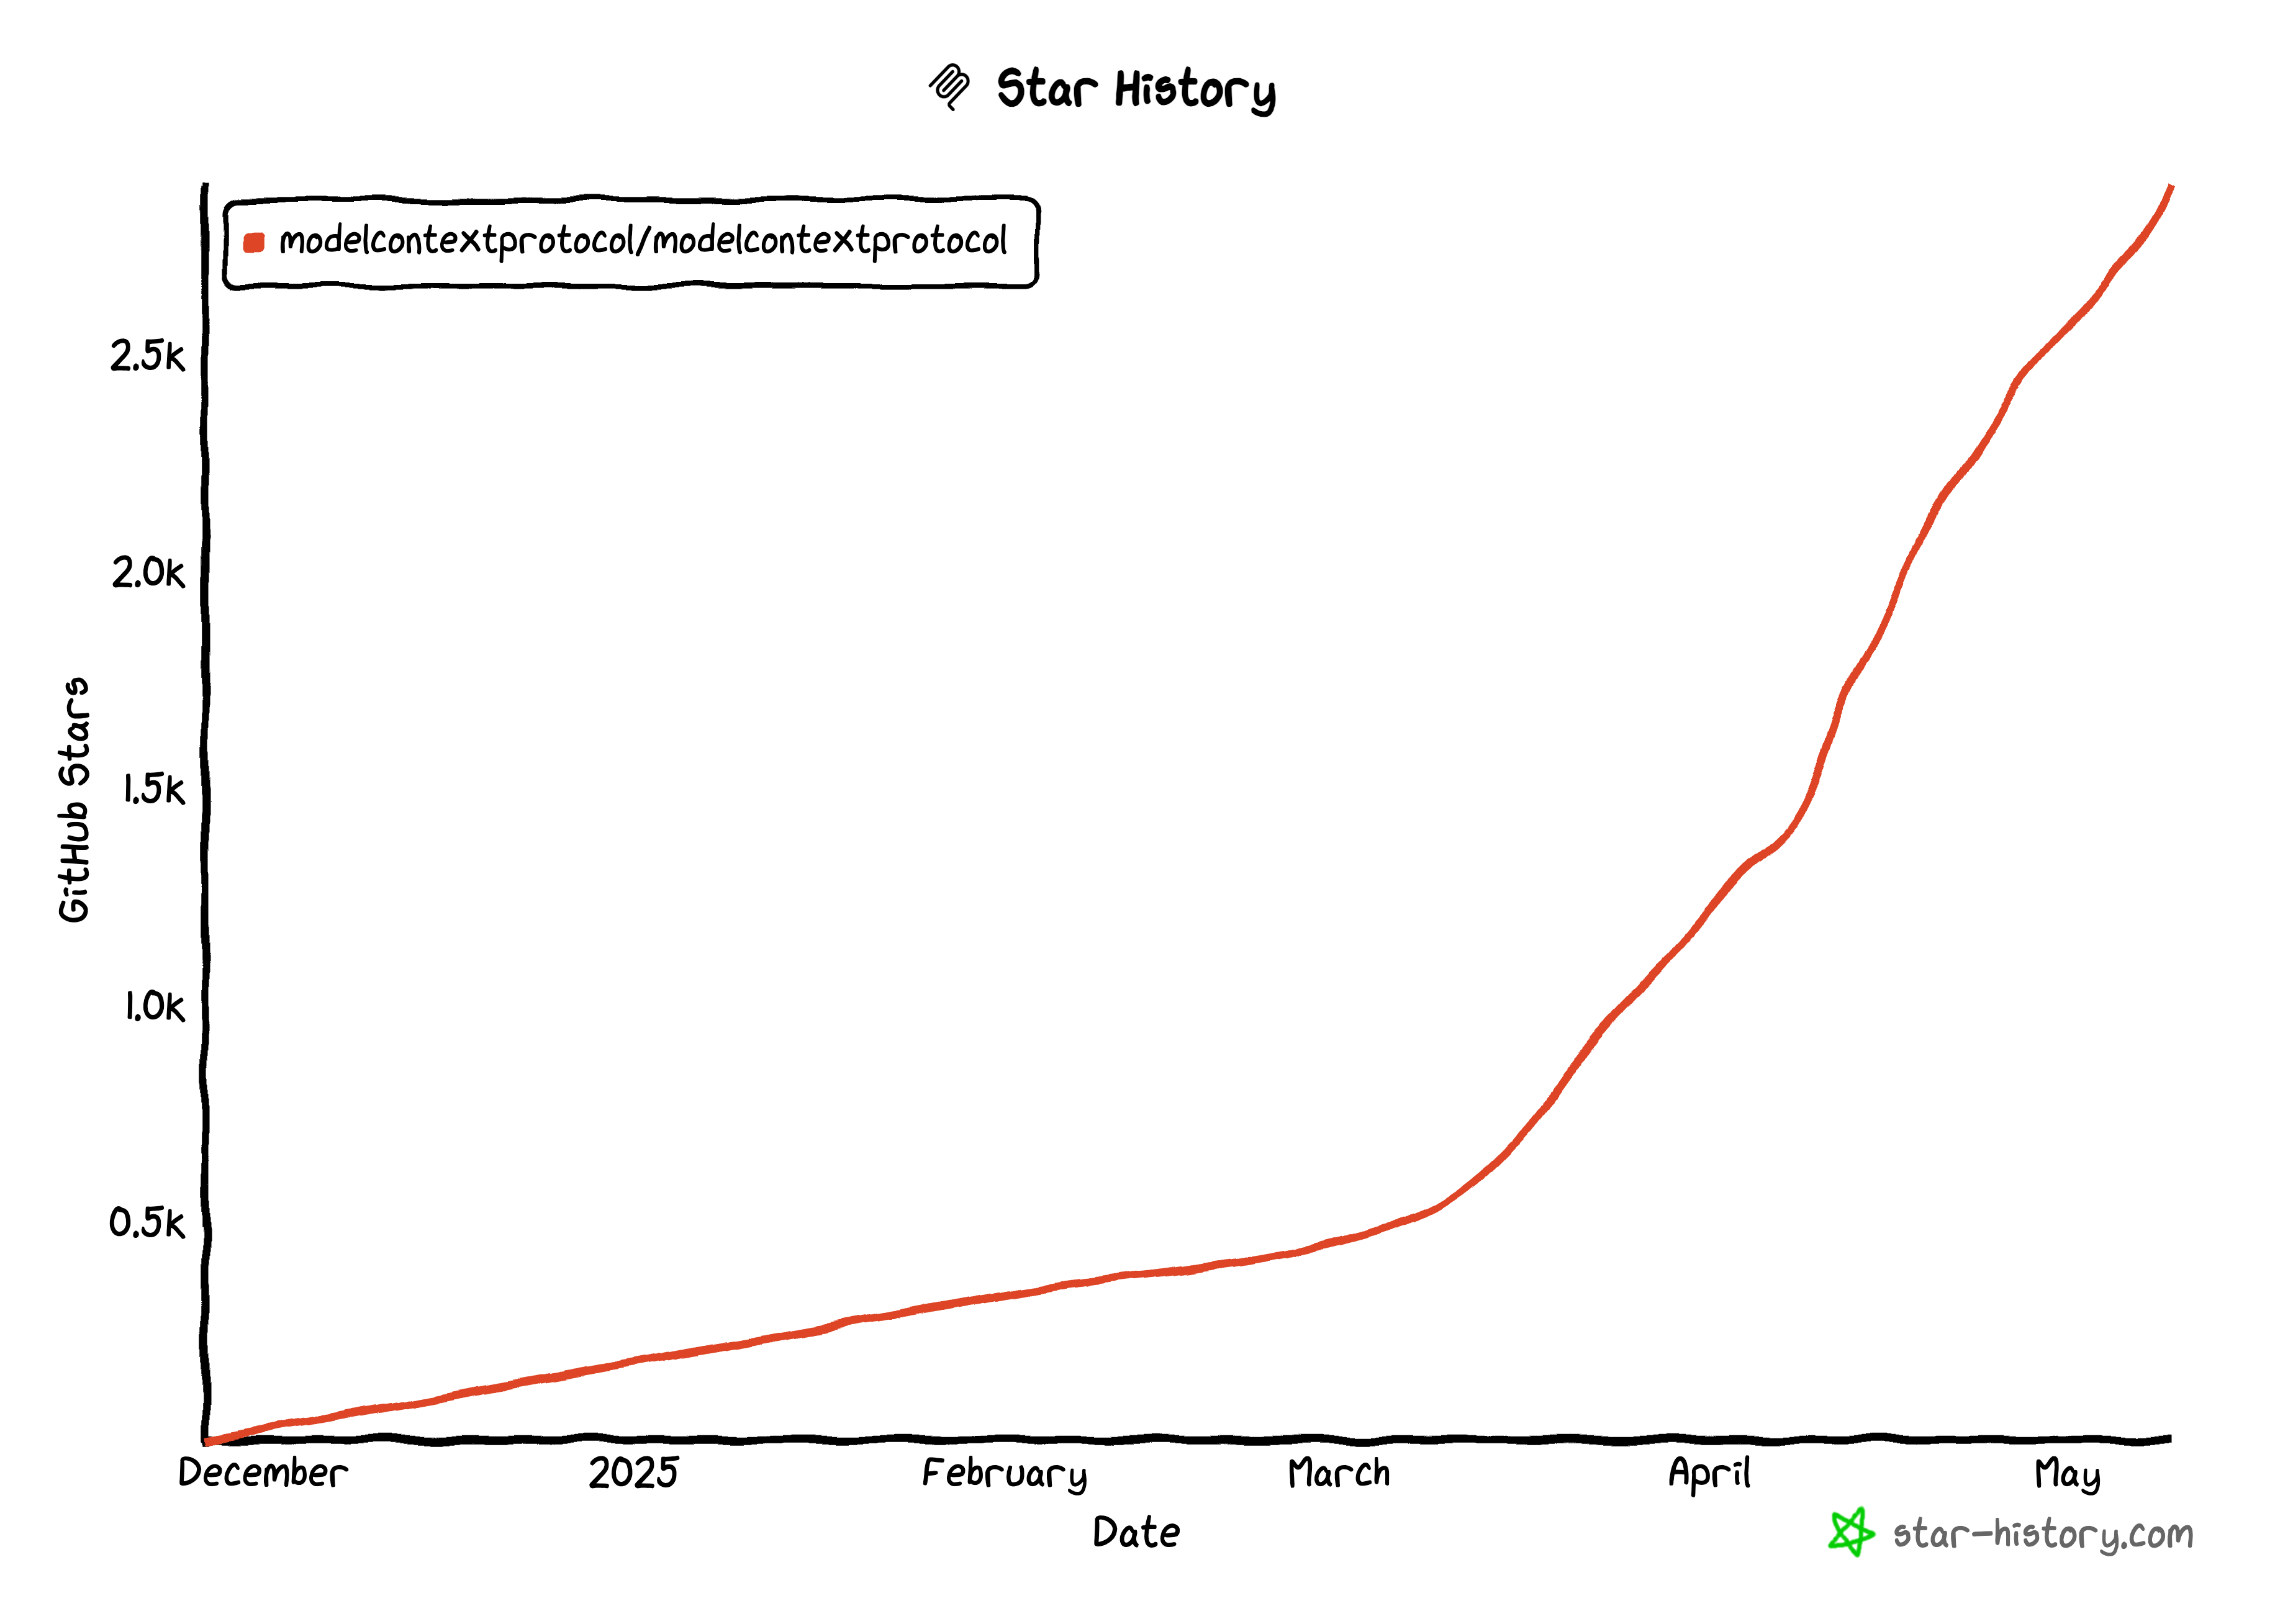 Star History
modelcontextprotocol/modelcontextprotocol
2.5k
2.0k
1.5k
1.0k
0.5k
GitHub Stars
December 2025 February March April May
Date
star-history.com